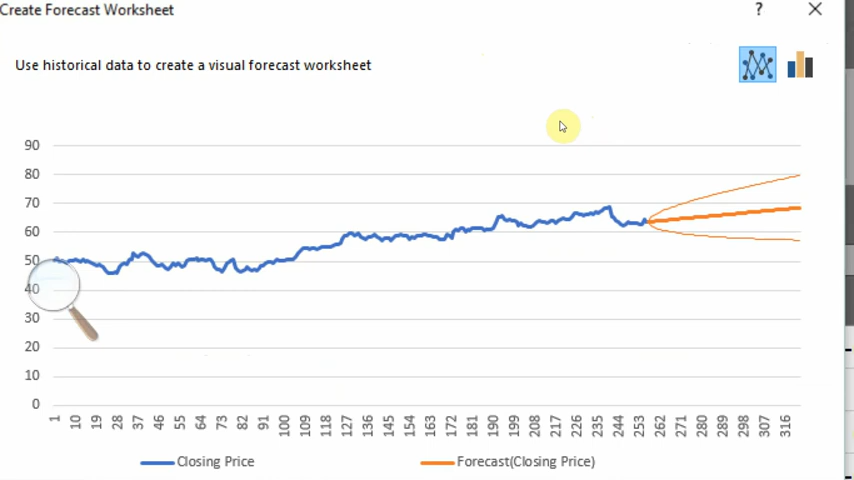 Create Forecast Worksheet
?
Use historical data to create a visual forecast worksheet
90
80
70
60
50
40
30
20
10
0
1 10 19 28 37 46 55 64 73 82 91 100 109 118 127 136 145 154 163 172 181 190 199 208 217 226 235 244 253 262 271 280 289 298 307 316
Closing Price Forecast(Closing Price)